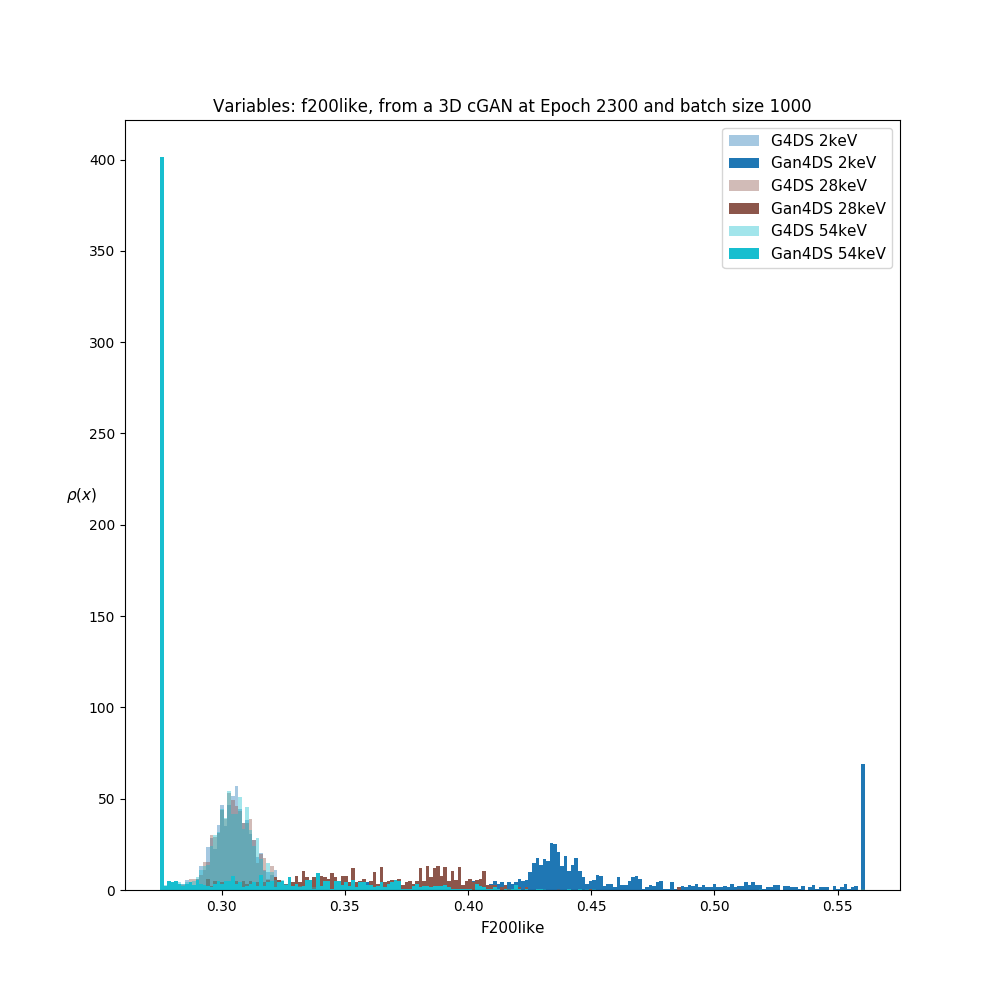 Variables: f200like, from a 3D cGAN at Epoch 2300 and batch size 1000
G4DS 2keV
Gan4DS 2keV
G4DS 28keV
Gan4DS 28keV
G4DS 54keV
Gan4DS 54keV
400
350
300
250
ρ(x)
200
150
100
50
0
0.30 0.35 0.40 0.45 0.50 0.55
F200like